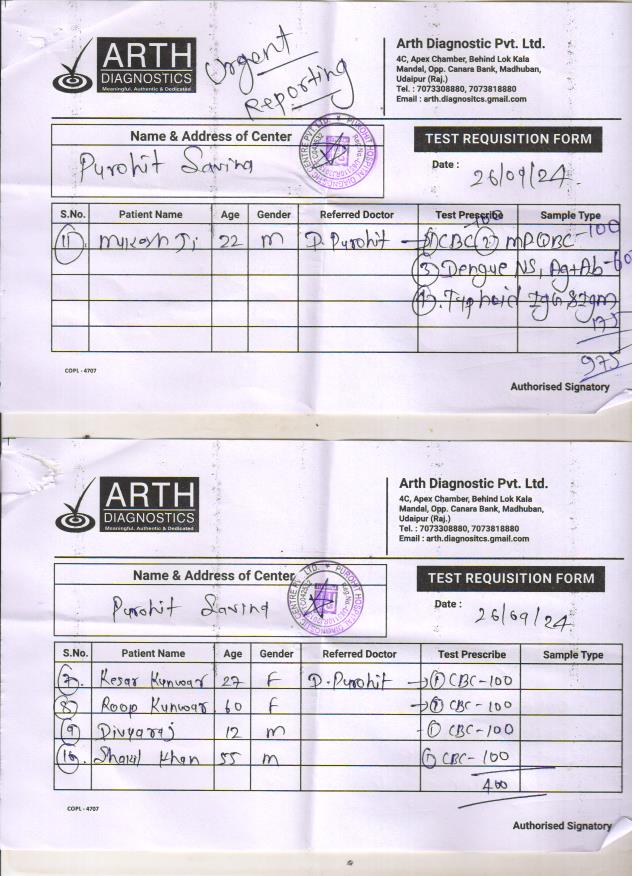 ARTH
DIAGNOSTICS
Meaningful, Authentic & Dedicated
Urgent
Reporting
Arth Diagnostic Pvt. Ltd.
4C, Apex Chamber, Behind Lok Kala
Mandal, Opp. Canara Bank, Madhuban,
Udaipur (Raj.)
Tel. : 7073308880, 7073818880
Email : arth.diagnositcs.gmail.com
Name & Address of Center
Purohit Savina
TEST REQUISITION FORM
Date : 26/09/24
S.No. Patient Name Age Gender Referred Doctor Test Prescribe Sample Type
100
11 Mukesh Ji 22 M D. Purohit → 1 CBC 2 MPQBC-100
3 Dengue NS, Ag+Ab-600
4. Typhoid IgG & IgM
175
975
COPL - 4707
Authorised Signatory
ARTH
DIAGNOSTICS
Meaningful, Authentic & Dedicated
Arth Diagnostic Pvt. Ltd.
4C, Apex Chamber, Behind Lok Kala
Mandal, Opp. Canara Bank, Madhuban,
Udaipur (Raj.)
Tel. : 7073308880, 7073818880
Email : arth.diagnositcs.gmail.com
Name & Address of Center
Purohit Savina
TEST REQUISITION FORM
Date : 26/09/24
S.No. Patient Name Age Gender Referred Doctor Test Prescribe Sample Type
7. Kesar Kunwar 27 F D. Purohit → 1 CBC-100
8 Roop Kunwar 60 F → 1 CBC-100
9 Divyaraj 12 M 1 CBC-100
10. Khan 55 M 1 CBC-100
400
COPL - 4707
Authorised Signatory